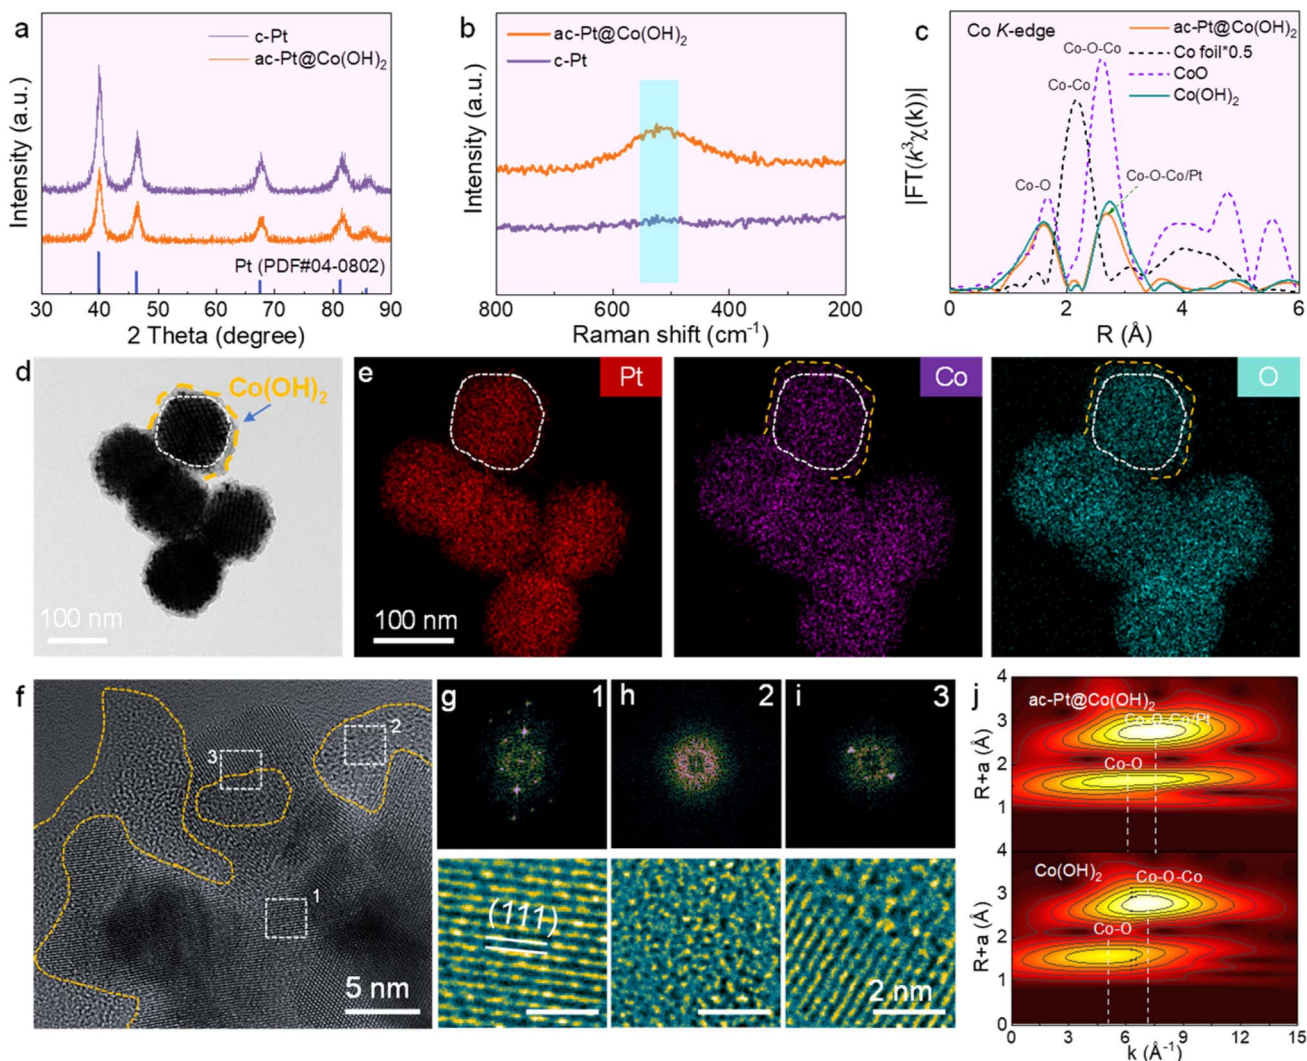 a
c-Pt
ac-Pt@Co(OH)₂
Pt (PDF#04-0802)
Intensity (a.u.)
30 40 50 60 70 80 90
2 Theta (degree)
b
ac-Pt@Co(OH)₂
c-Pt
Intensity (a.u.)
800 600 400 200
Raman shift (cm⁻¹)
c
Co K-edge
ac-Pt@Co(OH)₂
Co foil*0.5
CoO
Co(OH)₂
Co-O-Co
Co-Co
Co-O
Co-O-Co/Pt
|FT(k³χ(k))|
0 2 4 6
R (Å)
d
Co(OH)₂
100 nm
e
Pt
100 nm
Co
O
f
3
2
1
5 nm
g
1
(111)
h
2
i
3
2 nm
j
ac-Pt@Co(OH)₂
Co-O-Co/Pt
Co-O
R+a (Å)
4
3
2
1
0
4
Co(OH)₂
Co-O-Co
Co-O
R+a (Å)
3
2
1
0
0 3 6 9 12 15
k (Å⁻¹)